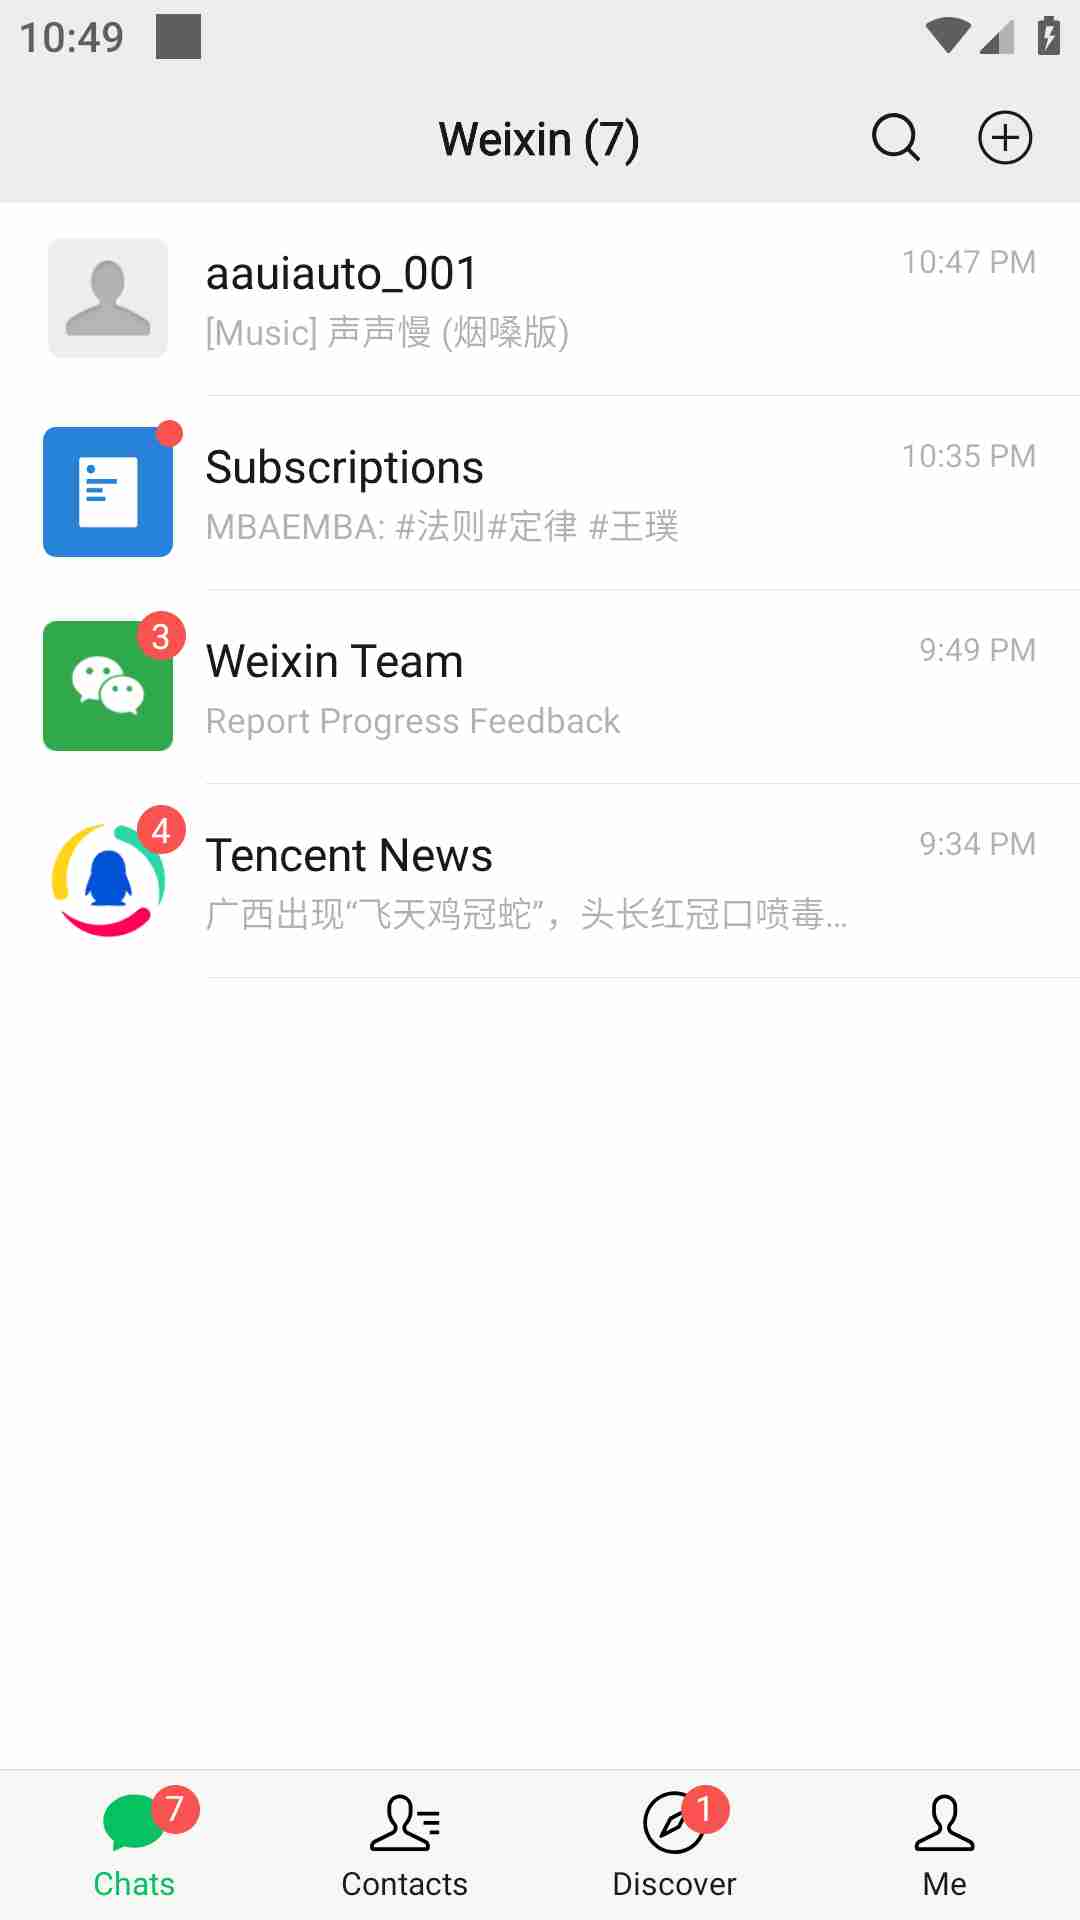 10:49
Weixin (7)
aauiauto_001
10:47 PM
[Music] 声声慢 (烟嗓版)
Subscriptions
10:35 PM
MBAEMBA: #法则#定律 #王璞
3
Weixin Team
9:49 PM
Report Progress Feedback
4
Tencent News
9:34 PM
广西出现“飞天鸡冠蛇”，头长红冠口喷毒...
7
1
Chats
Contacts
Discover
Me